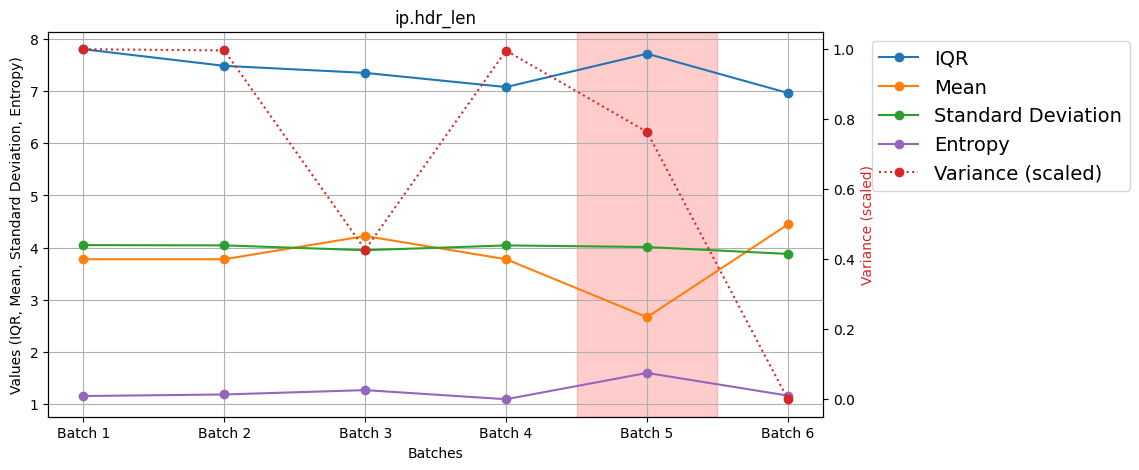 ip.hdr_len
Values (IQR, Mean, Standard Deviation, Entropy)
8
7
6
5
4
3
2
1
Batch 1
Batch 2
Batch 3
Batch 4
Batch 5
Batch 6
Batches
1.0
0.8
0.6
0.4
0.2
0.0
Variance (scaled)
IQR
Mean
Standard Deviation
Entropy
Variance (scaled)